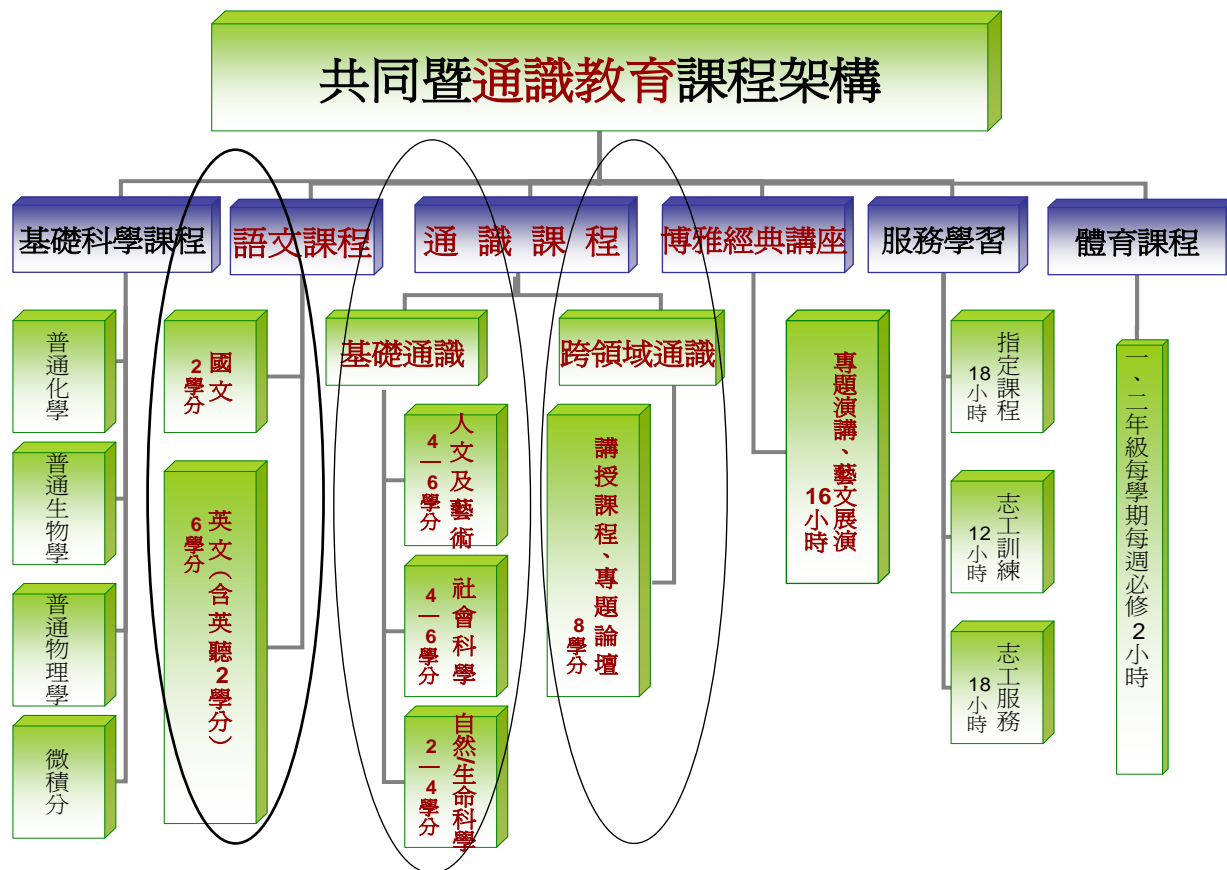 共同暨通識教育課程架構
基礎科學課程
語文課程
通識課程
博雅經典講座
服務學習
體育課程
普通化學
普通生物學
普通物理學
微積分
國文
2學分
英文(含英聽2學分)
6學分
基礎通識
人文及藝術
4—6學分
社會科學
4—6學分
自然/生命科學
2—4學分
跨領域通識
講授課程、專題論壇
8學分
專題演講、藝文展演
16小時
指定課程
18小時
志工訓練
12小時
志工服務
18小時
一、二年級每學期每週必修2小時